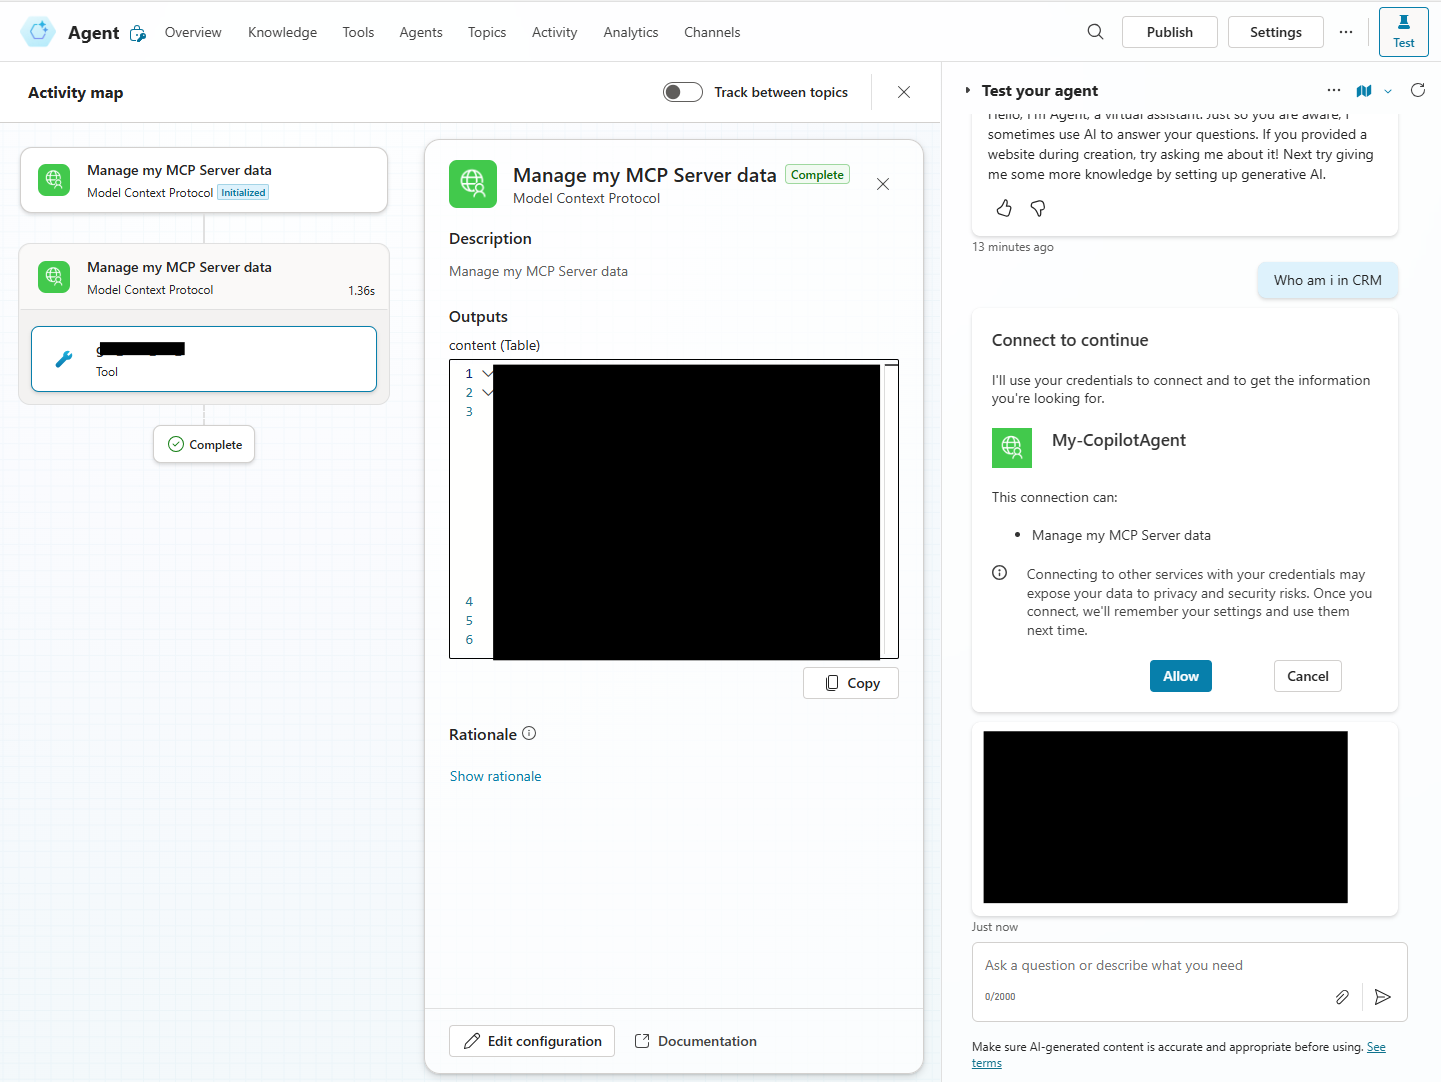 Agent
Overview
Knowledge
Tools
Agents
Topics
Activity
Analytics
Channels
Publish
Settings
Test
Activity map
Track between topics
Manage my MCP Server data
Model Context Protocol Initialized
Manage my MCP Server data
Model Context Protocol
1.36s
Tool
Complete
Manage my MCP Server data Complete
Model Context Protocol
Description
Manage my MCP Server data
Outputs
content (Table)
1
2
3
4
5
6
Copy
Rationale
Show rationale
Edit configuration
Documentation
Test your agent
Hello, I'm Agent, a virtual assistant. Just so you are aware, I
sometimes use AI to answer your questions. If you provided a
website during creation, try asking me about it! Next try giving
me some more knowledge by setting up generative AI.
13 minutes ago
Who am i in CRM
Connect to continue
I'll use your credentials to connect and to get the information
you're looking for.
My-CopilotAgent
This connection can:
• Manage my MCP Server data
Connecting to other services with your credentials may
expose your data to privacy and security risks. Once you
connect, we'll remember your settings and use them
next time.
Allow
Cancel
Just now
Ask a question or describe what you need
0/2000
Make sure AI-generated content is accurate and appropriate before using. See
terms